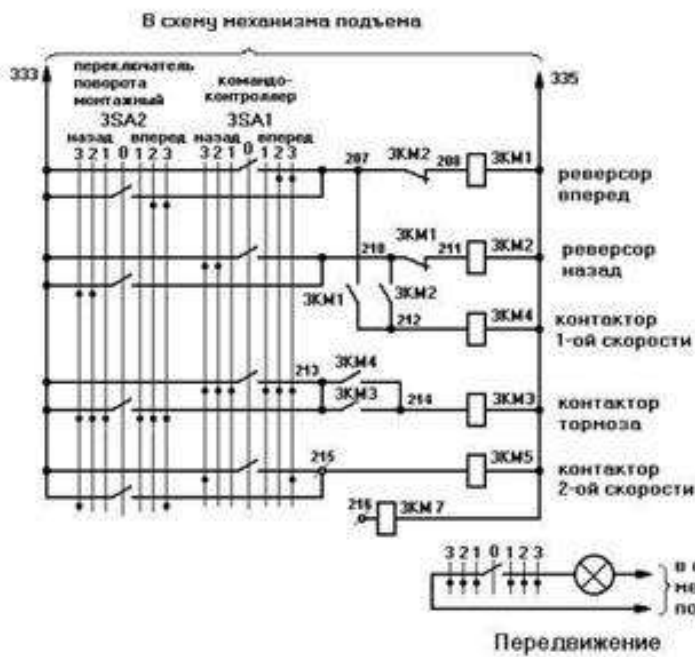 В схему механизма подъема
333
переключатель
поворота
монтажный
3SA2
назад вперед
3 2 1 0 1 2 3
командо-
контроллер
3SA1
назад вперед
3 2 1 0 1 2 3
335
207
3КМ2
208
3КМ1
реверсор
вперед
210
3КМ1
211
3КМ2
реверсор
назад
3КМ1
3КМ2
212
3КМ4
контактор
1-ой скорости
213
3КМ4
3КМ3
214
3КМ3
контактор
тормоза
215
3КМ5
контактор
2-ой скорости
216
3КМ7
3 2 1 0 1 2 3
в
Передвижение